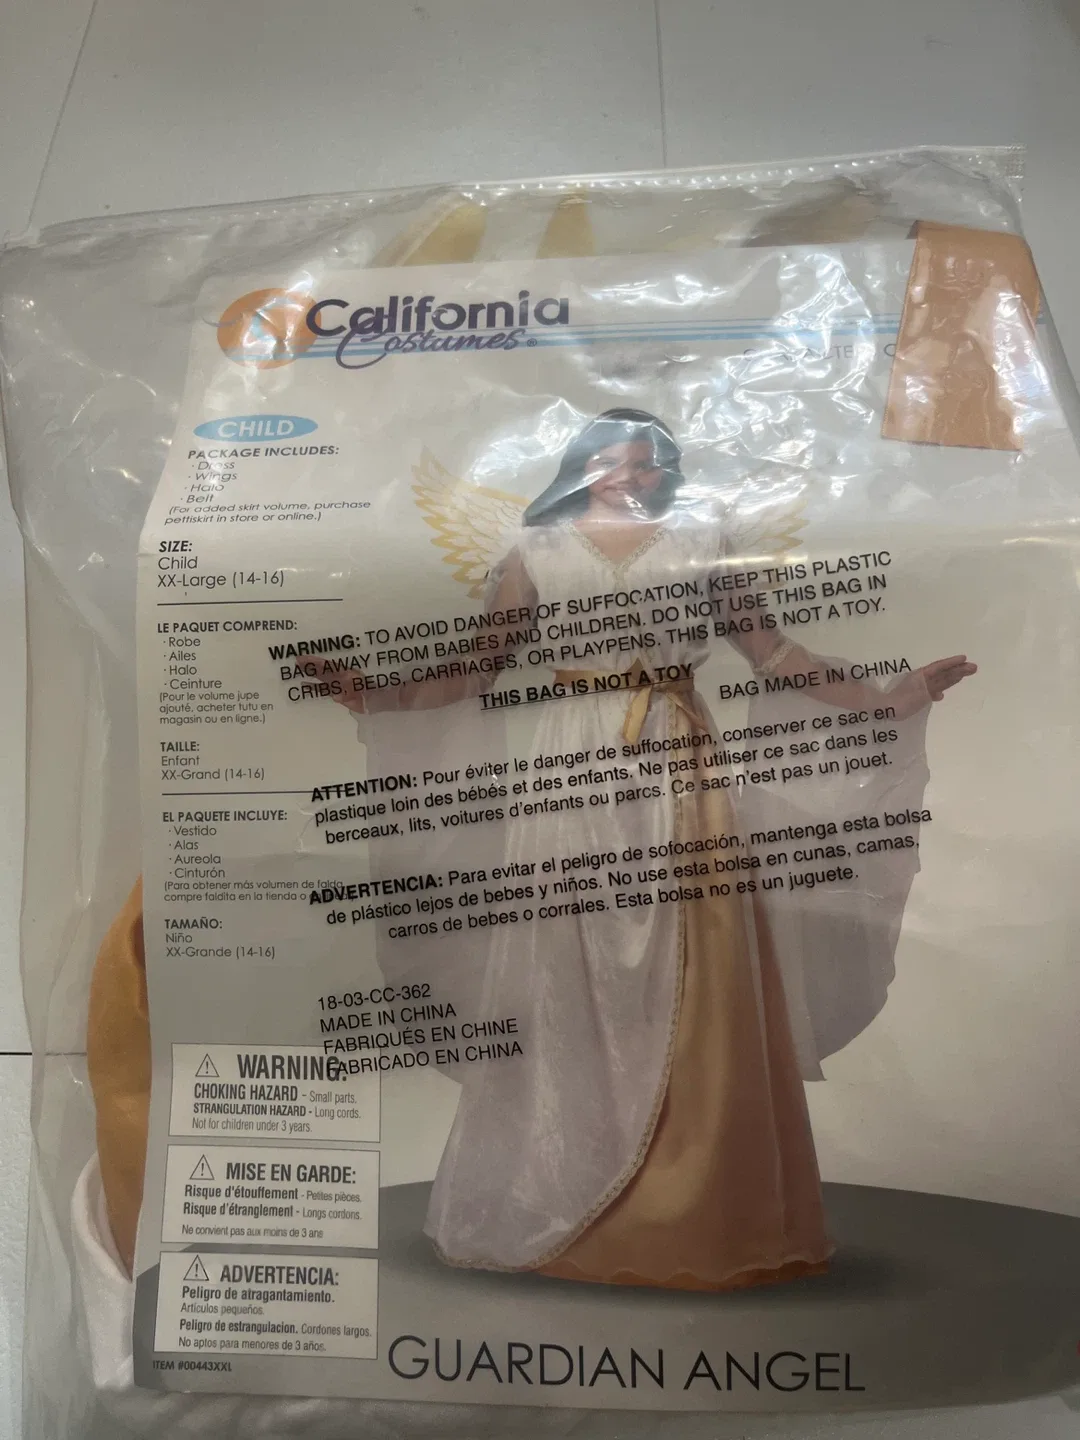 California
Costumes®
CHILD
PACKAGE INCLUDES:
· Dress
· Wings
· Halo
· Belt
(For added skirt volume, purchase
pettiskirt in store or online.)
SIZE:
Child
XX-Large (14-16)
LE PAQUET COMPREND:
· Robe
· Ailes
· Halo
· Ceinture
(Pour le volume jupe
ajouté, acheter tutu en
magasin ou en ligne.)
TAILLE:
Enfant
XX-Grand (14-16)
EL PAQUETE INCLUYE:
· Vestido
· Alas
· Aureola
· Cinturón
(Para obtener más volumen de falda,
compre faldita en la tienda o
TAMAÑO:
Niño
XX-Grande (14-16)
WARNING: TO AVOID DANGER OF SUFFOCATION, KEEP THIS PLASTIC
BAG AWAY FROM BABIES AND CHILDREN. DO NOT USE THIS BAG IN
CRIBS, BEDS, CARRIAGES, OR PLAYPENS. THIS BAG IS NOT A TOY.
THIS BAG IS NOT A TOY
BAG MADE IN CHINA
ATTENTION: Pour éviter le danger de suffocation, conserver ce sac en
plastique loin des bébés et des enfants. Ne pas utiliser ce sac dans les
berceaux, lits, voitures d'enfants ou parcs. Ce sac n'est pas un jouet.
ADVERTENCIA: Para evitar el peligro de sofocación, mantenga esta bolsa
de plástico lejos de bebes y niños. No use esta bolsa en cunas, camas,
carros de bebes o corrales. Esta bolsa no es un juguete.
18-03-CC-362
MADE IN CHINA
FABRIQUÉS EN CHINE
FABRICADO EN CHINA
WARNING:
CHOKING HAZARD - Small parts.
STRANGULATION HAZARD - Long cords.
Not for children under 3 years.
MISE EN GARDE:
Risque d'étouffement - Petites pièces.
Risque d'étranglement - Longs cordons.
Ne convient pas aux moins de 3 ans
ADVERTENCIA:
Peligro de atragantamiento.
Artículos pequeños.
Peligro de estrangulacion. Cordones largos.
No aptos para menores de 3 años.
ITEM #00443XXL
GUARDIAN ANGEL